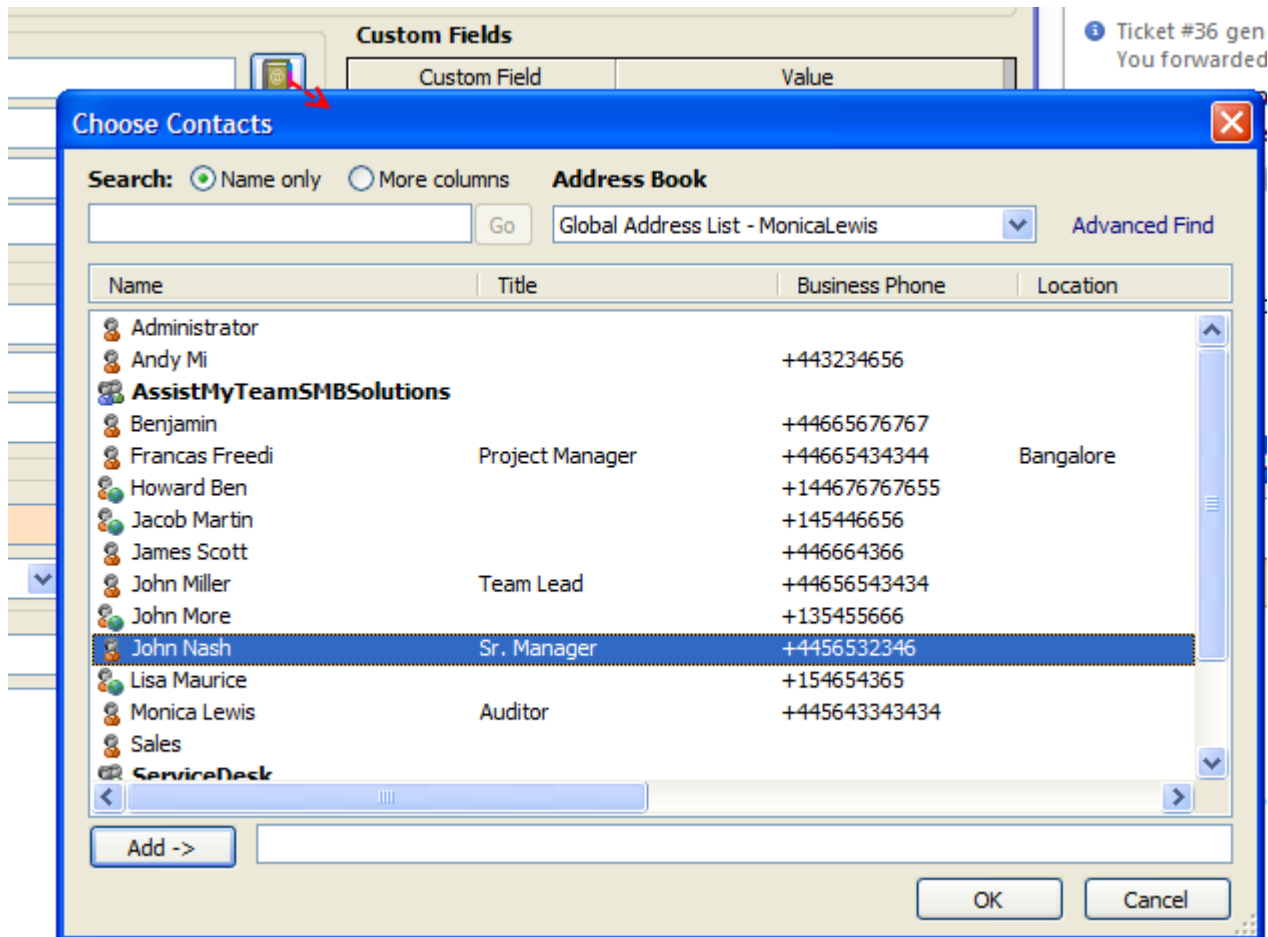 Custom Fields
Custom Field Value
Ticket #36 gen
You forwarded
Choose Contacts
Search: Name only More columns Address Book
Go Global Address List - MonicaLewis Advanced Find
Name Title Business Phone Location
Administrator
Andy Mi +443234656
AssistMyTeamSMBSolutions
Benjamin +44665676767
Francas Freedi Project Manager +44665434344 Bangalore
Howard Ben +144676767655
Jacob Martin +145446656
James Scott +446664366
John Miller Team Lead +44656543434
John More +135455666
John Nash Sr. Manager +4456532346
Lisa Maurice +154654365
Monica Lewis Auditor +445643343434
Sales
ServiceDesk
Add ->
OK Cancel